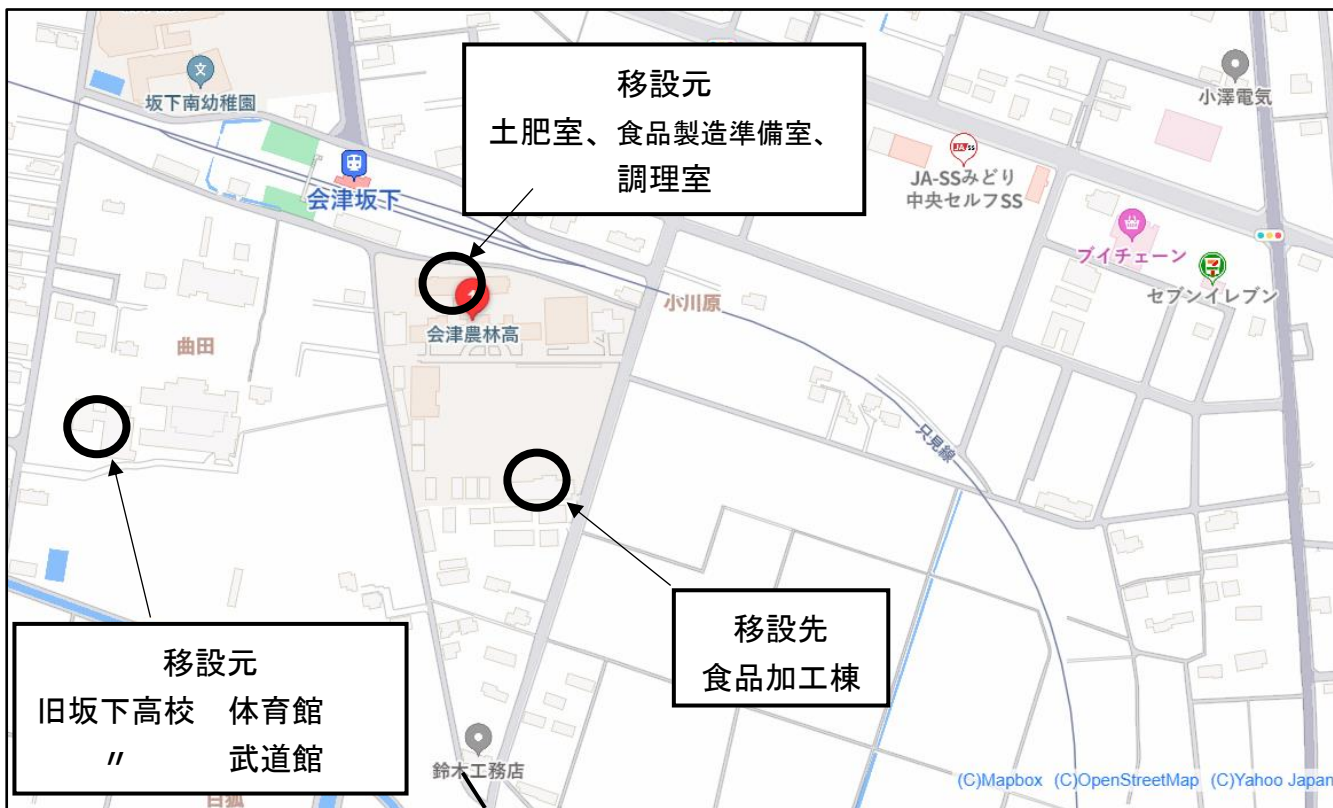 移設元
土肥室、食品製造準備室、
調理室
坂下南幼稚園
会津坂下
小澤電気
JA-SSみどり
中央セルフSS
ブイチェーン
セブンイレブン
小川原
会津農林高
曲田
只見線
移設先
食品加工棟
移設元
旧坂下高校 体育館
〃 武道館
鈴木工務店
白狐
(C)Mapbox (C)OpenStreetMap (C)Yahoo Japan